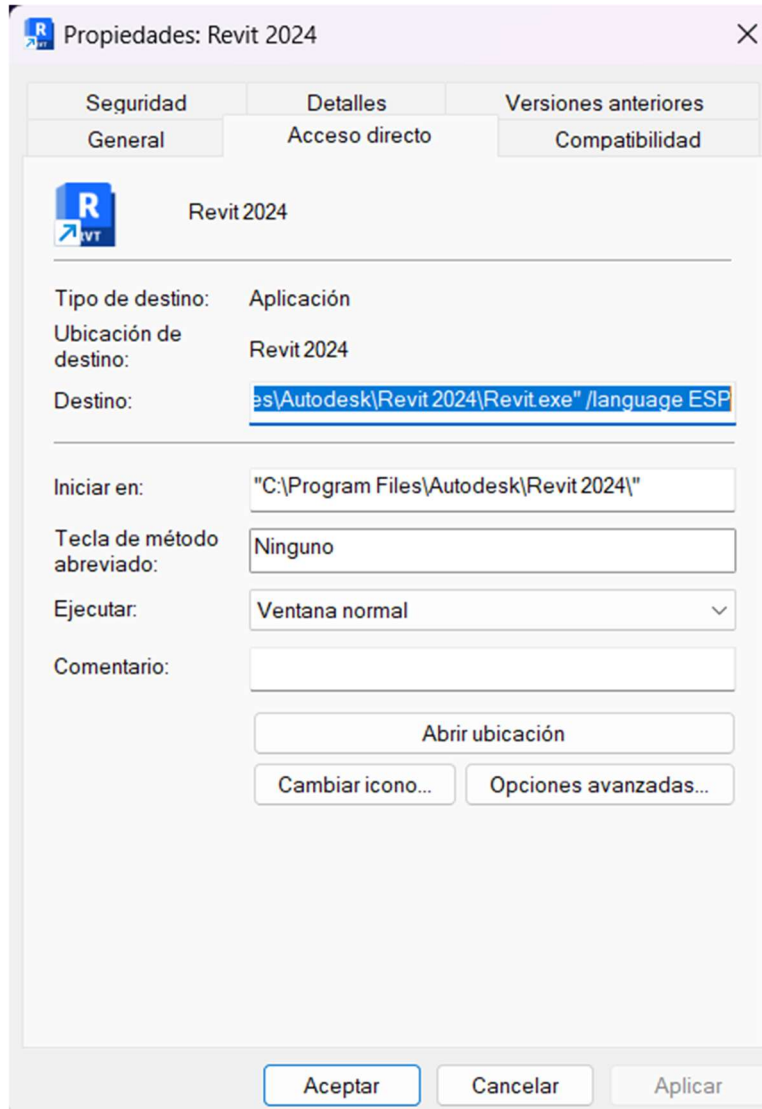 Propiedades: Revit 2024
Seguridad Detalles Versiones anteriores
General Acceso directo Compatibilidad
R
RVT
Revit 2024
Tipo de destino: Aplicación
Ubicación de
destino: Revit 2024
Destino: es\Autodesk\Revit 2024\Revit.exe" /language ESP
Iniciar en: "C:\Program Files\Autodesk\Revit 2024\"
Tecla de método
abreviado: Ninguno
Ejecutar: Ventana normal
Comentario:
Abrir ubicación
Cambiar icono... Opciones avanzadas...
Aceptar Cancelar Aplicar